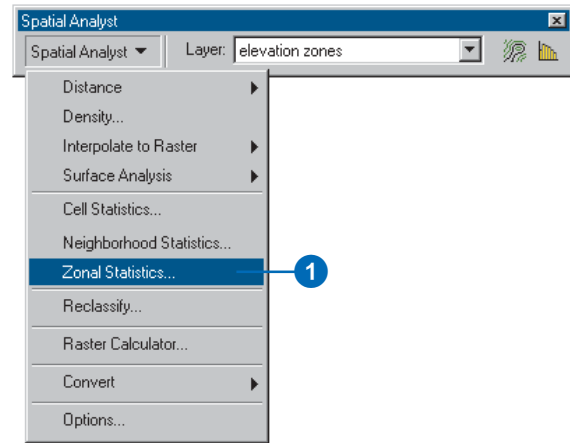 Spatial Analyst
Spatial Analyst Layer: elevation zones
Distance
Density...
Interpolate to Raster
Surface Analysis
Cell Statistics...
Neighborhood Statistics...
Zonal Statistics...
1
Reclassify...
Raster Calculator...
Convert
Options...